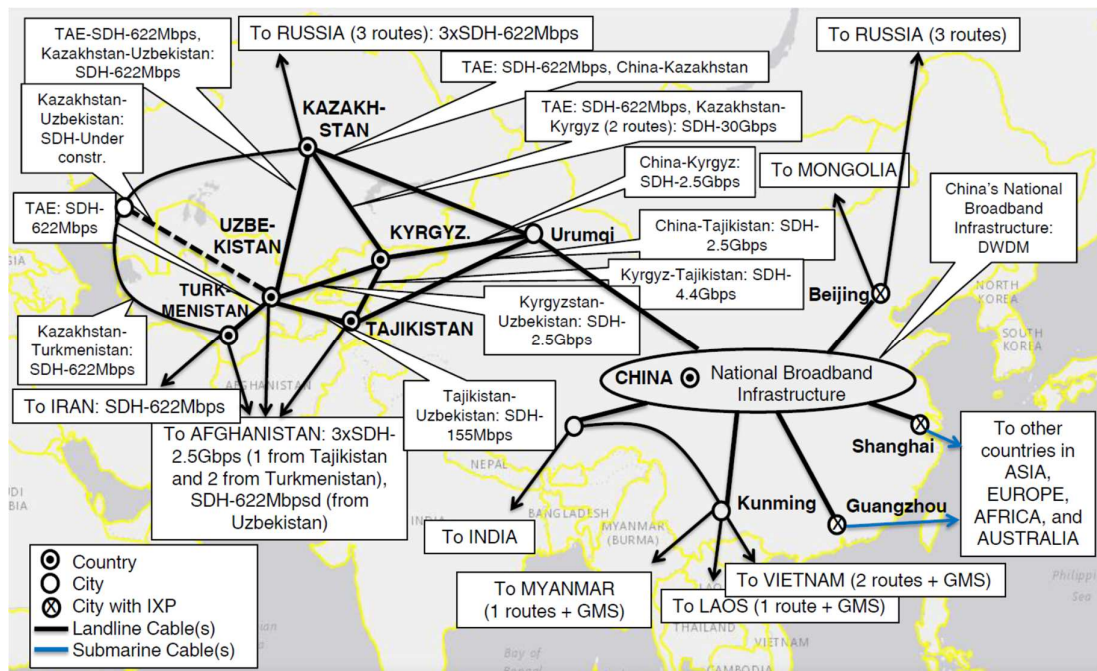 TAE-SDH-622Mbps,
Kazakhstan-
Uzbekistan:
SDH-622Mbps
To RUSSIA (3 routes): 3xSDH-622Mbps
To RUSSIA (3 routes)
TAE: SDH-622Mbps, China-Kazakhstan
Kazakhstan-
Uzbekistan:
SDH-Under
constr.
KAZAKH-
STAN
TAE: SDH-622Mbps, Kazakhstan-
Kyrgyz (2 routes): SDH-30Gbps
China-Kyrgyz:
SDH-2.5Gbps
To MONGOLIA
China's National
Broadband
Infrastructure:
DWDM
TAE: SDH-
622Mbps
UZBE-
KISTAN
KYRGYZ.
Urumqi
China-Tajikistan: SDH-
2.5Gbps
Kyrgyz-Tajikistan: SDH-
4.4Gbps
TURK-
MENISTAN
TAJIKISTAN
Kyrgyzstan-
Uzbekistan: SDH-
2.5Gbps
Beijing
NORTH
KOREA
SOUTH
KOREA
Kazakhstan-
Turkmenistan:
SDH-622Mbps
AFGHANISTAN
To IRAN: SDH-622Mbps
Tajikistan-
Uzbekistan: SDH-
155Mbps
CHINA
National Broadband
Infrastructure
To AFGHANISTAN: 3xSDH-
2.5Gbps (1 from Tajikistan
and 2 from Turkmenistan),
SDH-622Mbpsd (from
Uzbekistan)
Shanghai
To other
countries in
ASIA,
EUROPE,
AFRICA, and
AUSTRALIA
NEPAL
BANGLADESH
MYANMAR
(BURMA)
Kunming
Guangzhou
To INDIA
To MYANMAR
(1 routes + GMS)
To VIETNAM (2 routes + GMS)
To LAOS (1 route + GMS)
THAILAND
VIETNAM
CAMBODIA
Philippi
Sea
Bay of
Country
City
City with IXP
Landline Cable(s)
Submarine Cable(s)